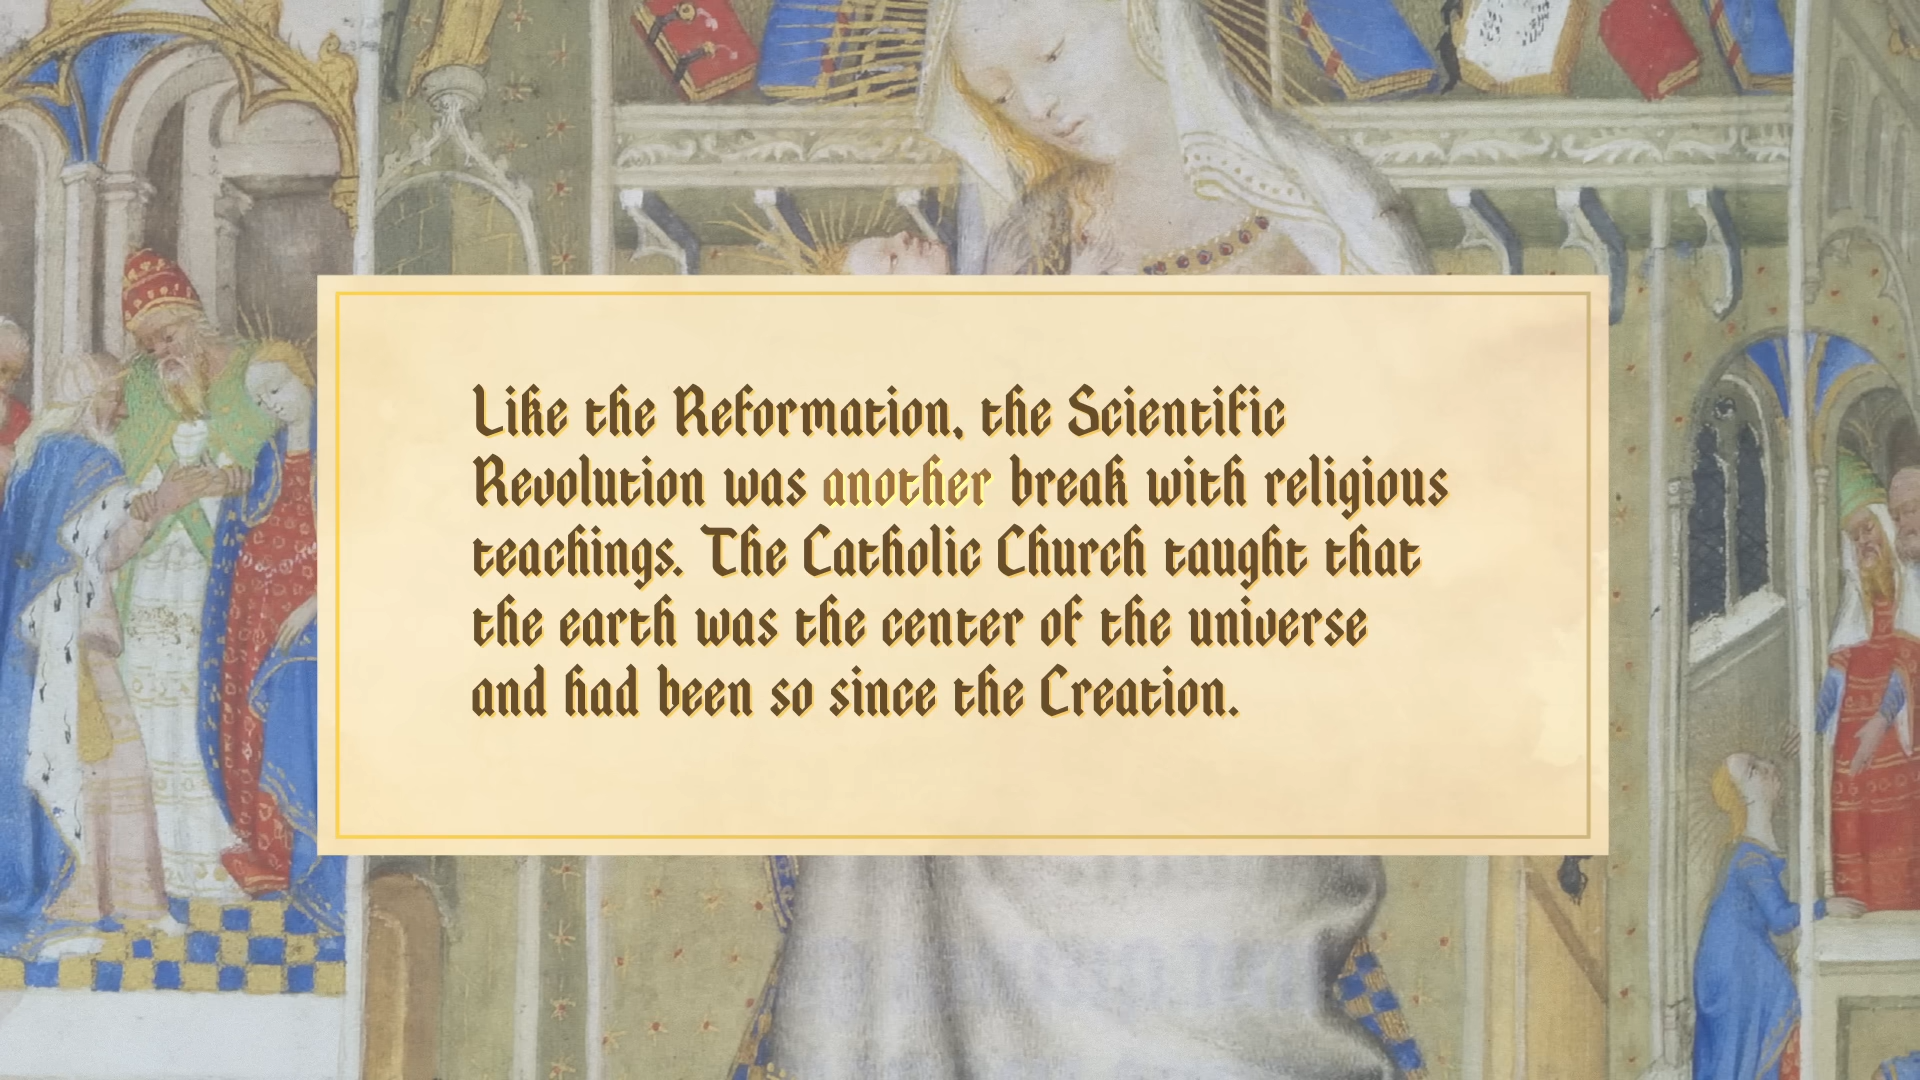 Like the Reformation, the Scientific
Revolution was another break with religious
teachings. The Catholic Church taught that
the earth was the center of the universe
and had been so since the Creation.